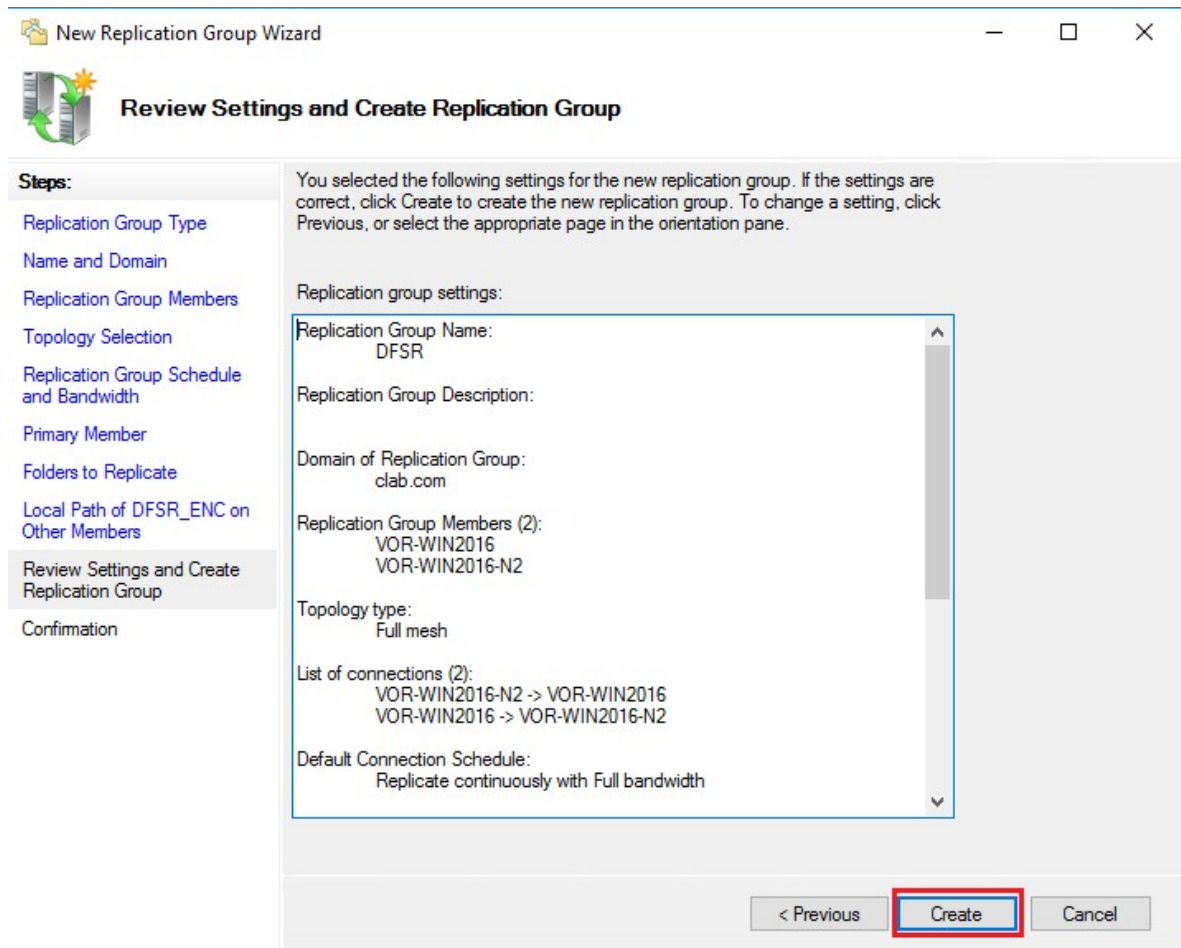 New Replication Group Wizard
Review Settings and Create Replication Group
Steps:
Replication Group Type
Name and Domain
Replication Group Members
Topology Selection
Replication Group Schedule
and Bandwidth
Primary Member
Folders to Replicate
Local Path of DFSR_ENC on
Other Members
Review Settings and Create
Replication Group
Confirmation
You selected the following settings for the new replication group. If the settings are
correct, click Create to create the new replication group. To change a setting, click
Previous, or select the appropriate page in the orientation pane.
Replication group settings:
Replication Group Name:
DFSR
Replication Group Description:
Domain of Replication Group:
clab.com
Replication Group Members (2):
VOR-WIN2016
VOR-WIN2016-N2
Topology type:
Full mesh
List of connections (2):
VOR-WIN2016-N2 -> VOR-WIN2016
VOR-WIN2016 -> VOR-WIN2016-N2
Default Connection Schedule:
Replicate continuously with Full bandwidth
< Previous
Create
Cancel